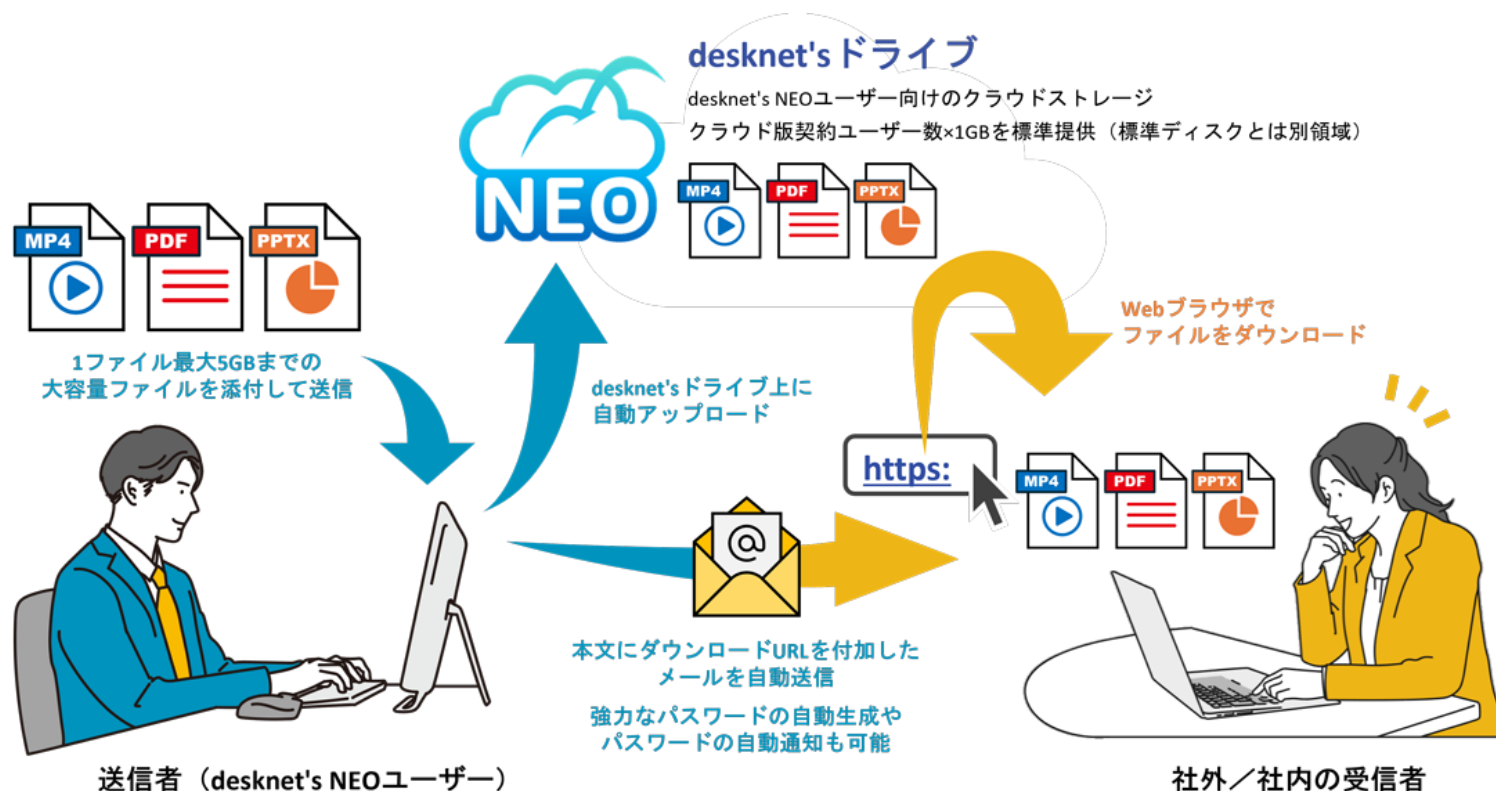 desknet'sドライブ
desknet's NEOユーザー向けのクラウドストレージ
クラウド版契約ユーザー数×1GBを標準提供（標準ディスクとは別領域）
NEO
MP4
PDF
PPTX
MP4
PDF
PPTX
1ファイル最大5GBまでの
大容量ファイルを添付して送信
desknet'sドライブ上に
自動アップロード
Webブラウザで
ファイルをダウンロード
https:
MP4
PDF
PPTX
@
本文にダウンロードURLを付加した
メールを自動送信
強力なパスワードの自動生成や
パスワードの自動通知も可能
送信者（desknet's NEOユーザー）
社外／社内の受信者